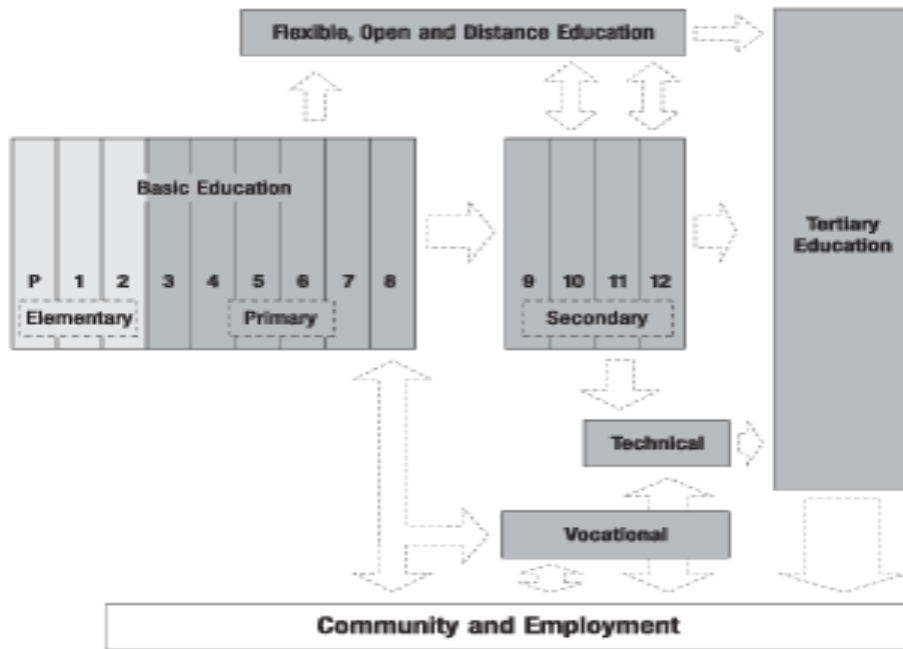 Flexible, Open and Distance Education
Basic Education
P 1 2 3 4 5 6 7 8
Elementary
Primary
9 10 11 12
Secondary
Tertiary
Education
Technical
Vocational
Community and Employment